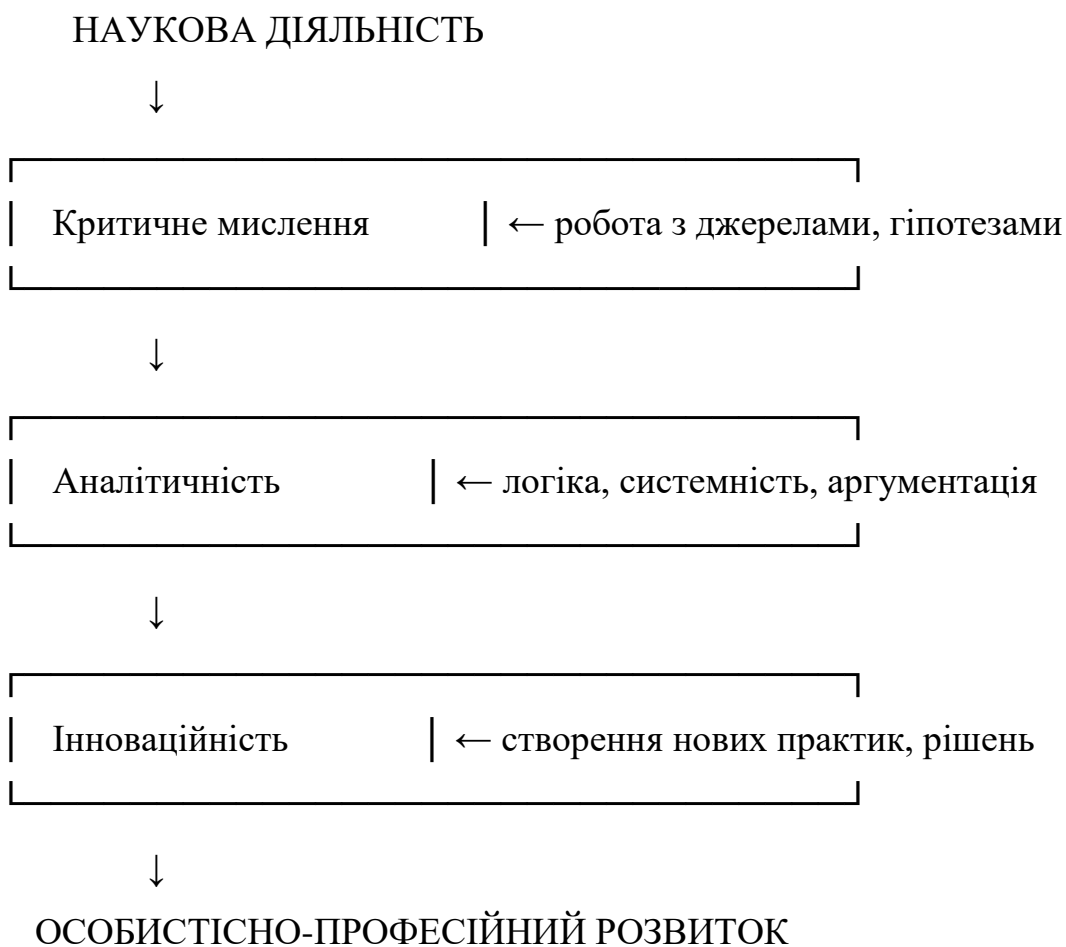 НАУКОВА ДІЯЛЬНІСТЬ
↓
Критичне мислення ← робота з джерелами, гіпотезами
↓
Аналітичність ← логіка, системність, аргументація
↓
Інноваційність ← створення нових практик, рішень
↓
ОСОБИСТІСНО-ПРОФЕСІЙНИЙ РОЗВИТОК